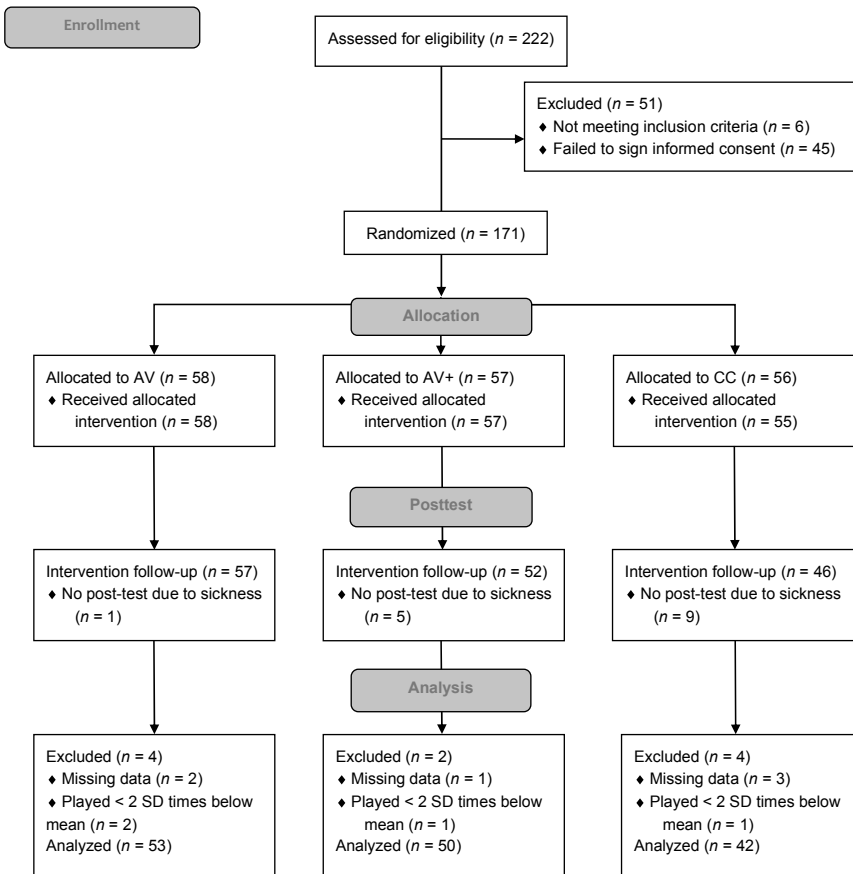 Enrollment
Assessed for eligibility (n = 222)
Excluded (n = 51)
♦ Not meeting inclusion criteria (n = 6)
♦ Failed to sign informed consent (n = 45)
Randomized (n = 171)
Allocation
Allocated to AV (n = 58)
♦ Received allocated
intervention (n = 58)
Allocated to AV+ (n = 57)
♦ Received allocated
intervention (n = 57)
Allocated to CC (n = 56)
♦ Received allocated
intervention (n = 55)
Posttest
Intervention follow-up (n = 57)
♦ No post-test due to sickness
(n = 1)
Intervention follow-up (n = 52)
♦ No post-test due to sickness
(n = 5)
Intervention follow-up (n = 46)
♦ No post-test due to sickness
(n = 9)
Analysis
Excluded (n = 4)
♦ Missing data (n = 2)
♦ Played < 2 SD times below
mean (n = 2)
Analyzed (n = 53)
Excluded (n = 2)
♦ Missing data (n = 1)
♦ Played < 2 SD times below
mean (n = 1)
Analyzed (n = 50)
Excluded (n = 4)
♦ Missing data (n = 3)
♦ Played < 2 SD times below
mean (n = 1)
Analyzed (n = 42)